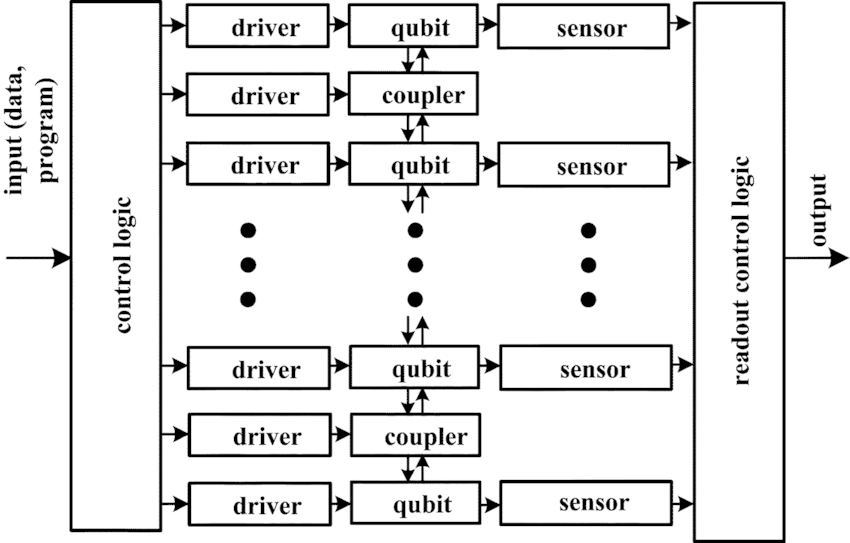 input (data,
program)
control logic
driver
qubit
sensor
driver
coupler
driver
qubit
sensor
driver
qubit
sensor
driver
coupler
driver
qubit
sensor
readout control logic
output